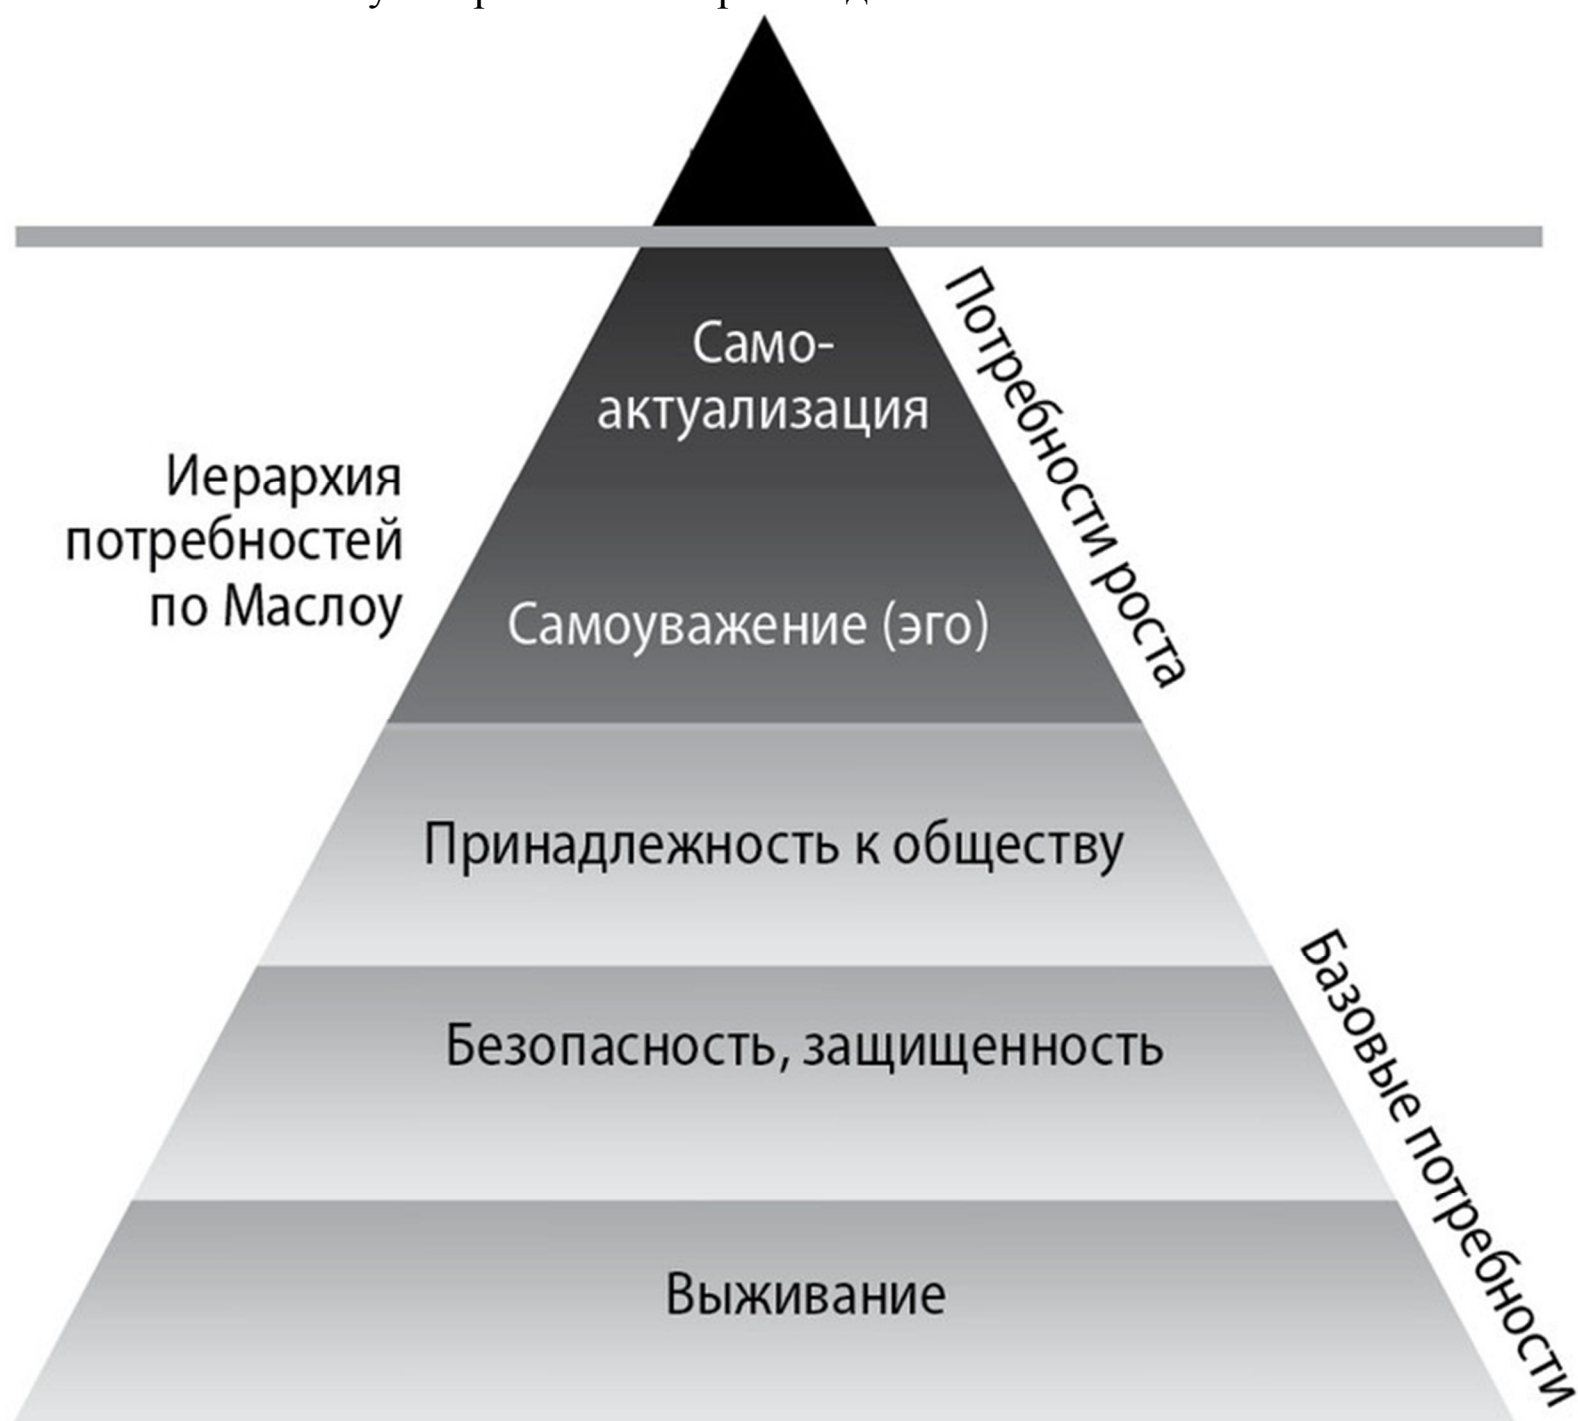 Само-
актуализация
Потребности роста
Иерархия
потребностей
по Маслоу
Самоуважение (эго)
Принадлежность к обществу
Безопасность, защищенность
Базовые потребности
Выживание